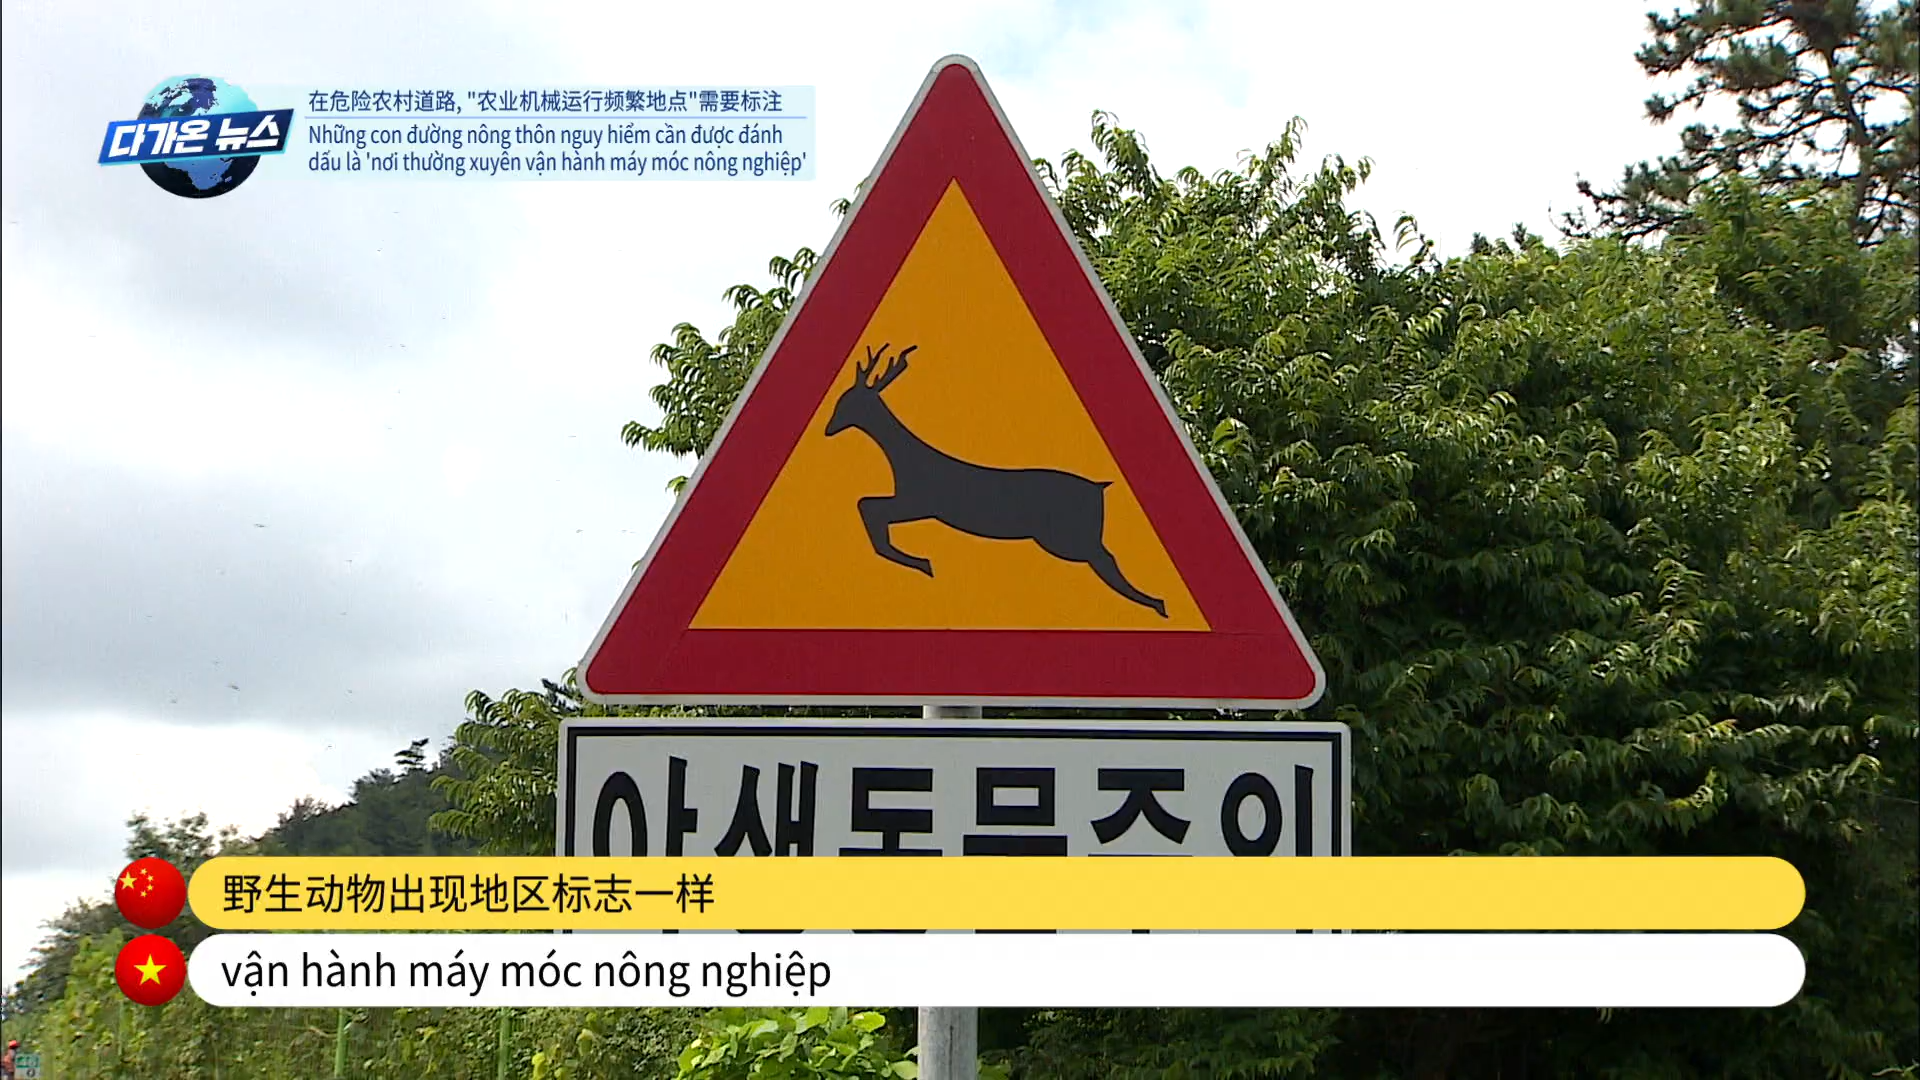 다가온 뉴스
在危险农村道路, "农业机械运行频繁地点"需要标注
Những con đường nông thôn nguy hiểm cần được đánh
dấu là 'nơi thường xuyên vận hành máy móc nông nghiệp'
야생동물주의
野生动物出现地区标志一样
vận hành máy móc nông nghiệp